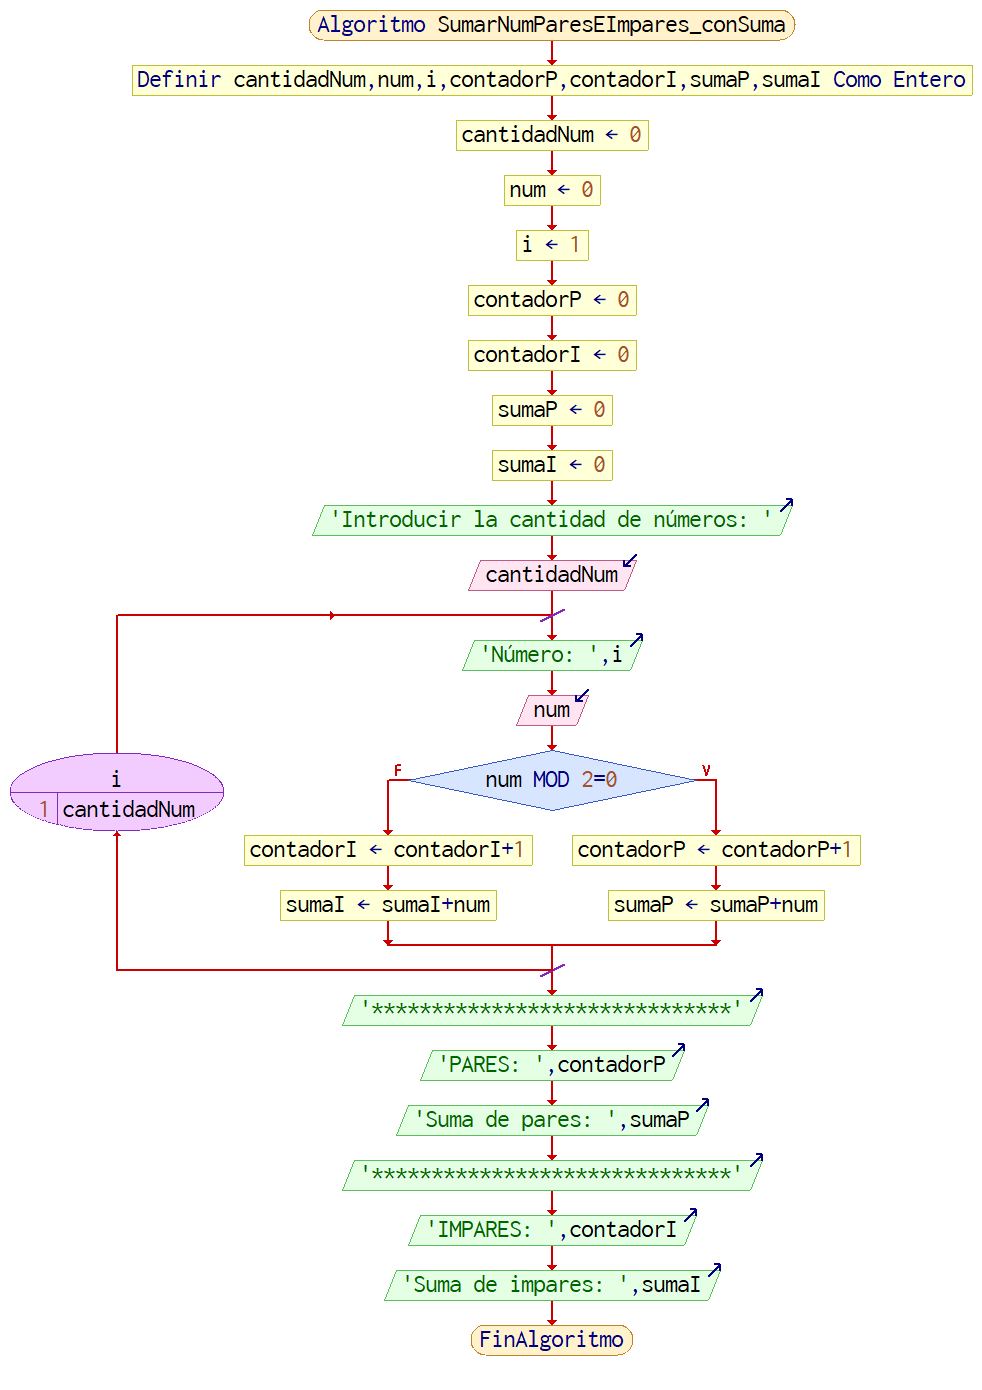 Algoritmo SumarNumParesEImpares_conSuma
Definir cantidadNum,num,i,contadorP,contadorI,sumaP,sumaI Como Entero
cantidadNum ← 0
num ← 0
i ← 1
contadorP ← 0
contadorI ← 0
sumaP ← 0
sumaI ← 0
'Introducir la cantidad de números: '
cantidadNum
'Número: ',i
num
F
num MOD 2=0
V
i
1 cantidadNum
contadorI ← contadorI+1
contadorP ← contadorP+1
sumaI ← sumaI+num
sumaP ← sumaP+num
'******************************'
'PARES: ',contadorP
'Suma de pares: ',sumaP
'******************************'
'IMPARES: ',contadorI
'Suma de impares: ',sumaI
FinAlgoritmo